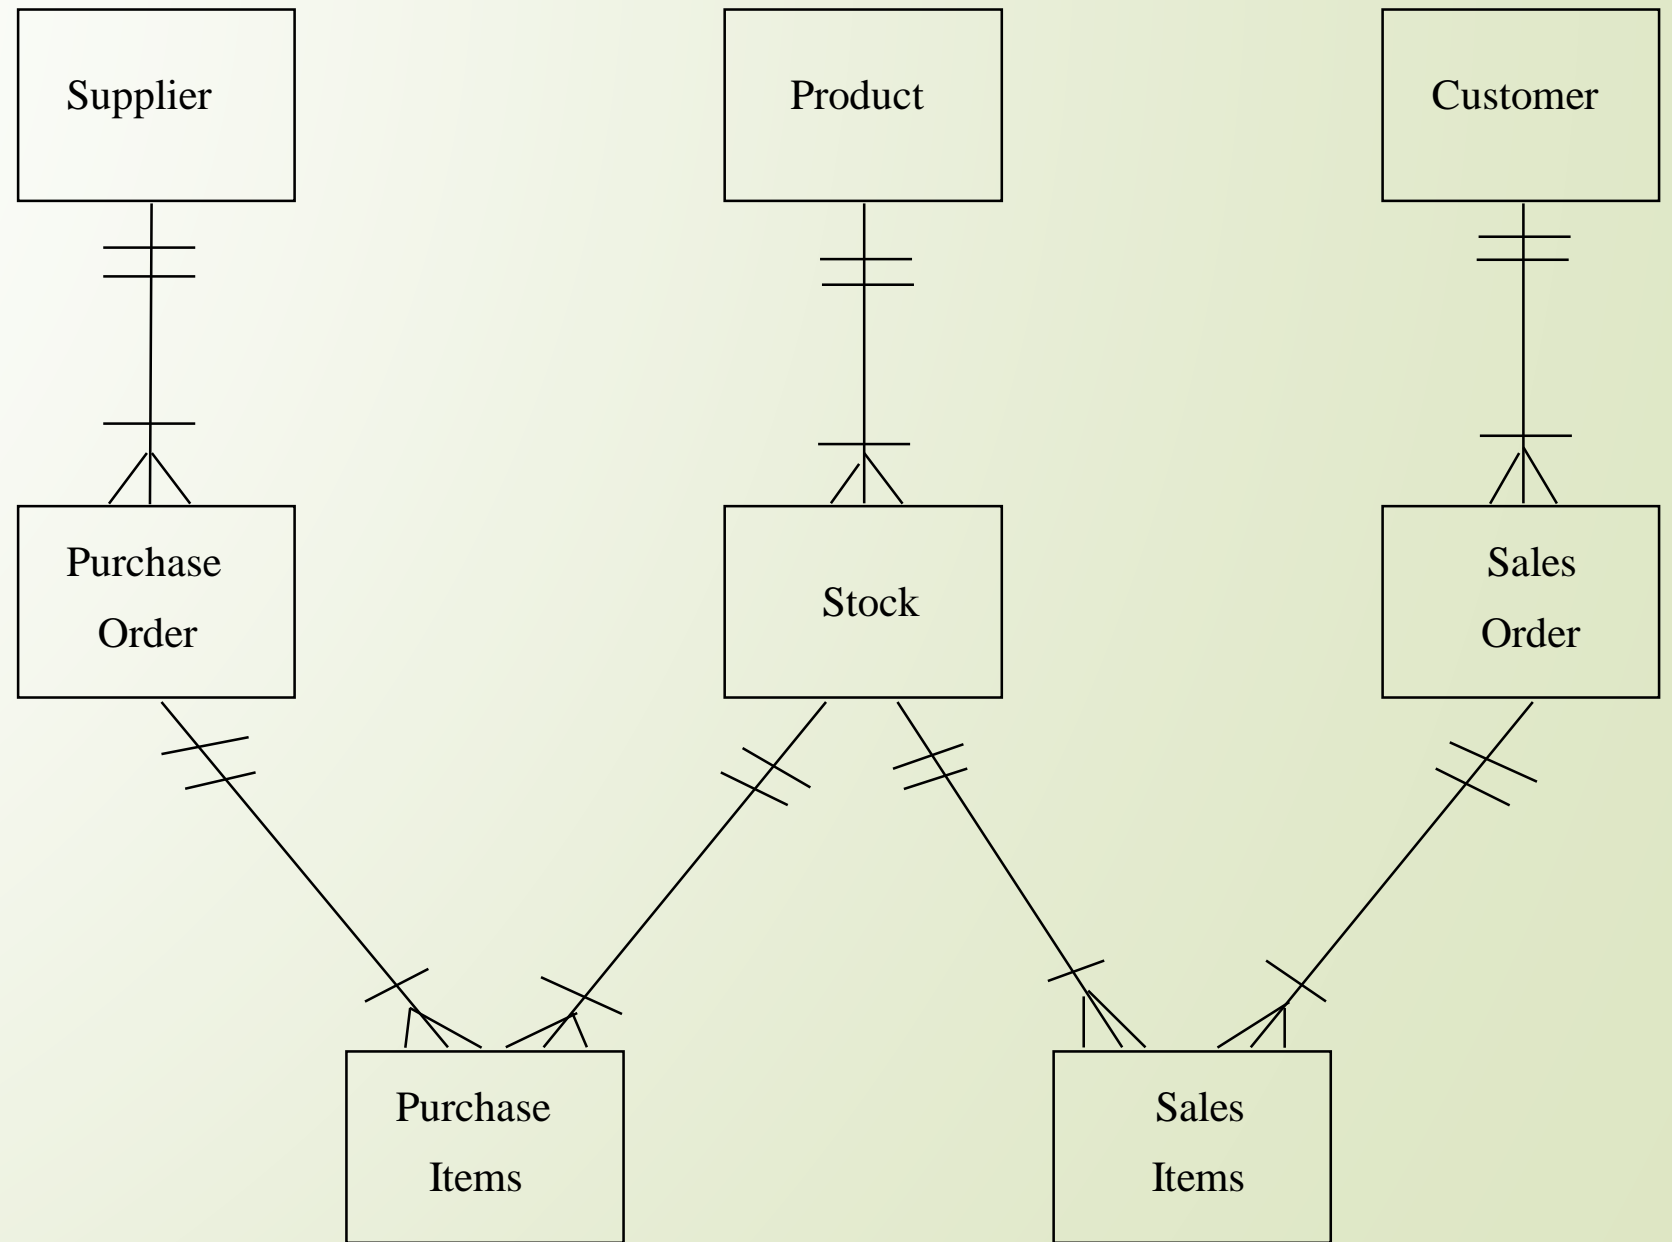 Supplier
Product
Customer
Purchase
Order
Stock
Sales
Order
Purchase
Items
Sales
Items